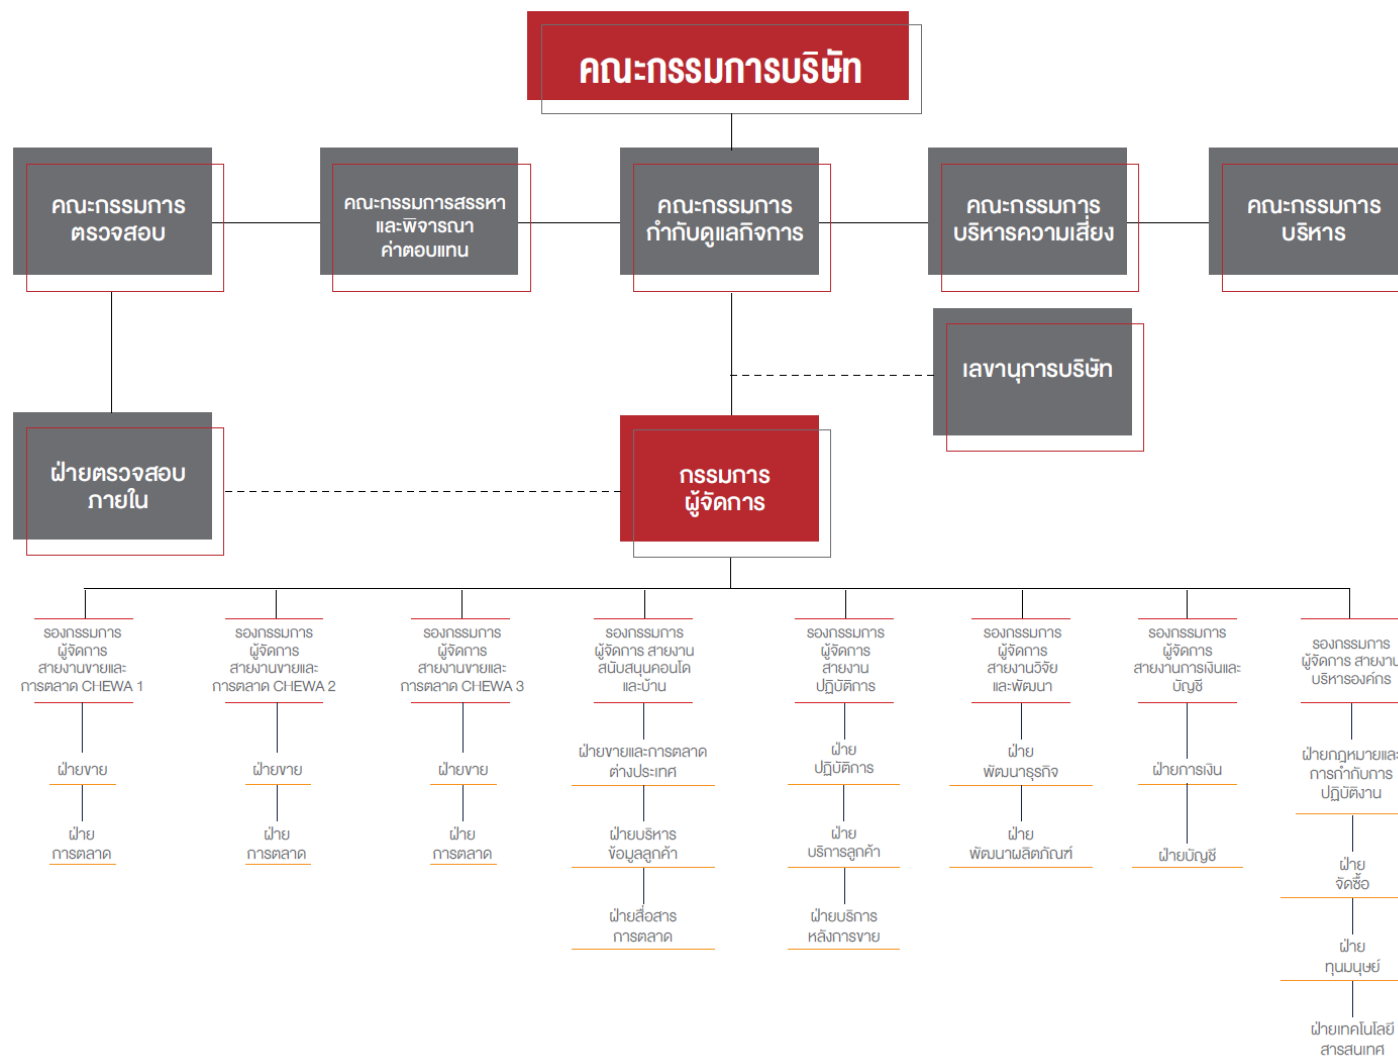 คณะกรรมการบริษัท
คณะกรรมการ
ตรวจสอบ
คณะกรรมการสรรหา
และพิจารณา
ค่าตอบแทน
คณะกรรมการ
กำกับดูแลกิจการ
คณะกรรมการ
บริหารความเสี่ยง
คณะกรรมการ
บริหาร
เลขานุการบริษัท
ฝ่ายตรวจสอบ
ภายใน
กรรมการ
ผู้จัดการ
รองกรรมการ
ผู้จัดการ
สายงานขายและ
การตลาด CHEWA 1
ฝ่ายขาย
ฝ่าย
การตลาด
รองกรรมการ
ผู้จัดการ
สายงานขายและ
การตลาด CHEWA 2
ฝ่ายขาย
ฝ่าย
การตลาด
รองกรรมการ
ผู้จัดการ
สายงานขายและ
การตลาด CHEWA 3
ฝ่ายขาย
ฝ่าย
การตลาด
รองกรรมการ
ผู้จัดการ สายงาน
สนับสนุนคอนโด
และบ้าน
ฝ่ายขายและการตลาด
ต่างประเทศ
ฝ่ายบริหาร
ข้อมูลลูกค้า
ฝ่ายสื่อสาร
การตลาด
รองกรรมการ
ผู้จัดการ
สายงาน
ปฏิบัติการ
ฝ่าย
ปฏิบัติการ
ฝ่าย
บริการลูกค้า
ฝ่ายบริการ
หลังการขาย
รองกรรมการ
ผู้จัดการ
สายงานวิจัย
และพัฒนา
ฝ่าย
พัฒนาธุรกิจ
ฝ่าย
พัฒนาผลิตภัณฑ์
รองกรรมการ
ผู้จัดการ
สายงานการเงินและ
บัญชี
ฝ่ายการเงิน
ฝ่ายบัญชี
รองกรรมการ
ผู้จัดการ สายงาน
บริหารองค์กร
ฝ่ายกฎหมายและ
การกำกับการ
ปฏิบัติงาน
ฝ่าย
จัดซื้อ
ฝ่าย
ทุนมนุษย์
ฝ่ายเทคโนโลยี
สารสนเทศ